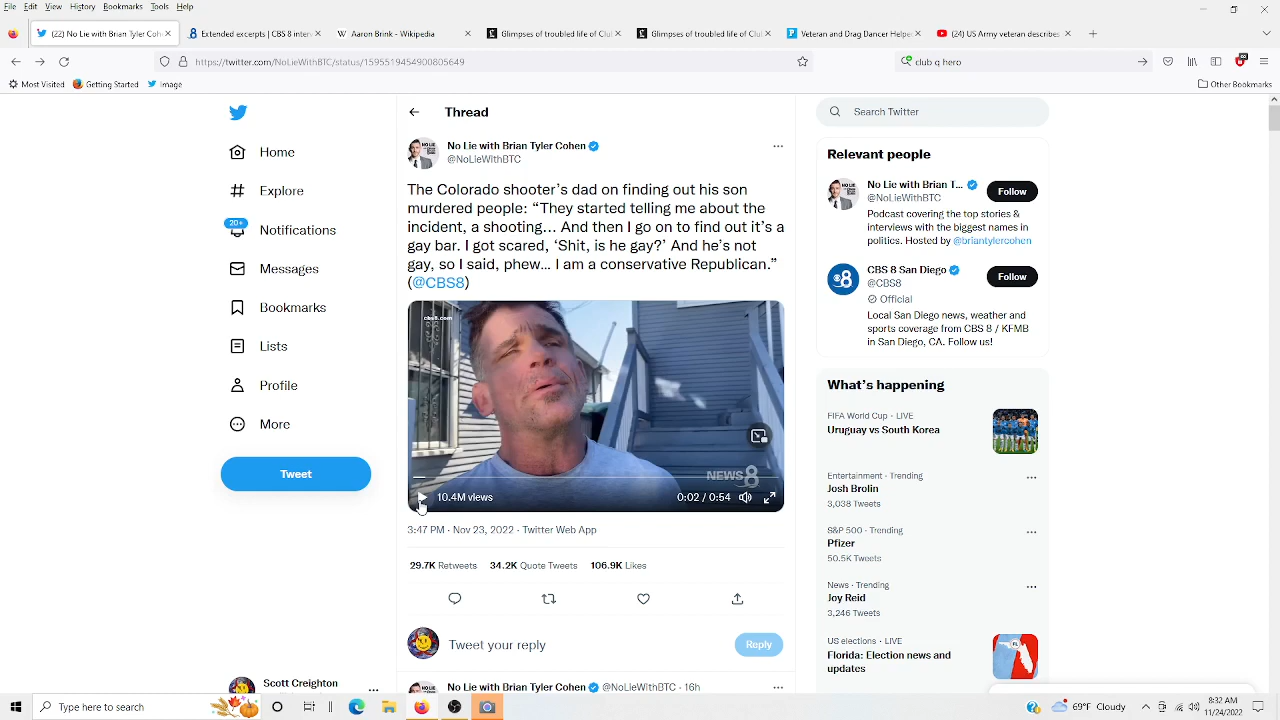 File Edit View History Bookmarks Tools Help
(22) No Lie with Brian Tyler Coh
Extended excerpts | CBS 8 inter
Aaron Brink - Wikipedia
Glimpses of troubled life of Clul
Glimpses of troubled life of Clul
Veteran and Drag Dancer Helpe
(24) US Army veteran describes
https://twitter.com/NoLieWithBTC/status/1595519454900805649
club q hero
Most Visited Getting Started Image
Other Bookmarks
Home
Explore
20+
Notifications
Messages
Bookmarks
Lists
Profile
More
Tweet
Scott Creighton
Thread
No Lie with Brian Tyler Cohen
@NoLieWIthBTC
The Colorado shooter’s dad on finding out his son
murdered people: “They started telling me about the
incident, a shooting… And then I go on to find out it’s a
gay bar. I got scared, ‘Shit, is he gay?’ And he’s not
gay, so I said, phew… I am a conservative Republican.”
(@CBS8)
cbs8.com
NEWS 8
10.4M views
0:02 / 0:54
3:47 PM · Nov 23, 2022 · Twitter Web App
29.7K Retweets 34.2K Quote Tweets 106.9K Likes
Tweet your reply
Reply
No Lie with Brian Tyler Cohen @NoLieWIthBTC · 16h
Search Twitter
Relevant people
No Lie with Brian T...
@NoLieWIthBTC
Follow
Podcast covering the top stories &
interviews with the biggest names in
politics. Hosted by @briantylercohen
CBS 8 San Diego
@CBS8
Follow
Official
Local San Diego news, weather and
sports coverage from CBS 8 / KFMB
in San Diego, CA. Follow us!
What’s happening
FIFA World Cup · LIVE
Uruguay vs South Korea
Entertainment · Trending
Josh Brolin
3,038 Tweets
S&P 500 · Trending
Pfizer
50.5K Tweets
News · Trending
Joy Reid
3,246 Tweets
US elections · LIVE
Florida: Election news and
updates
Type here to search
69°F Cloudy
8:32 AM
11/24/2022